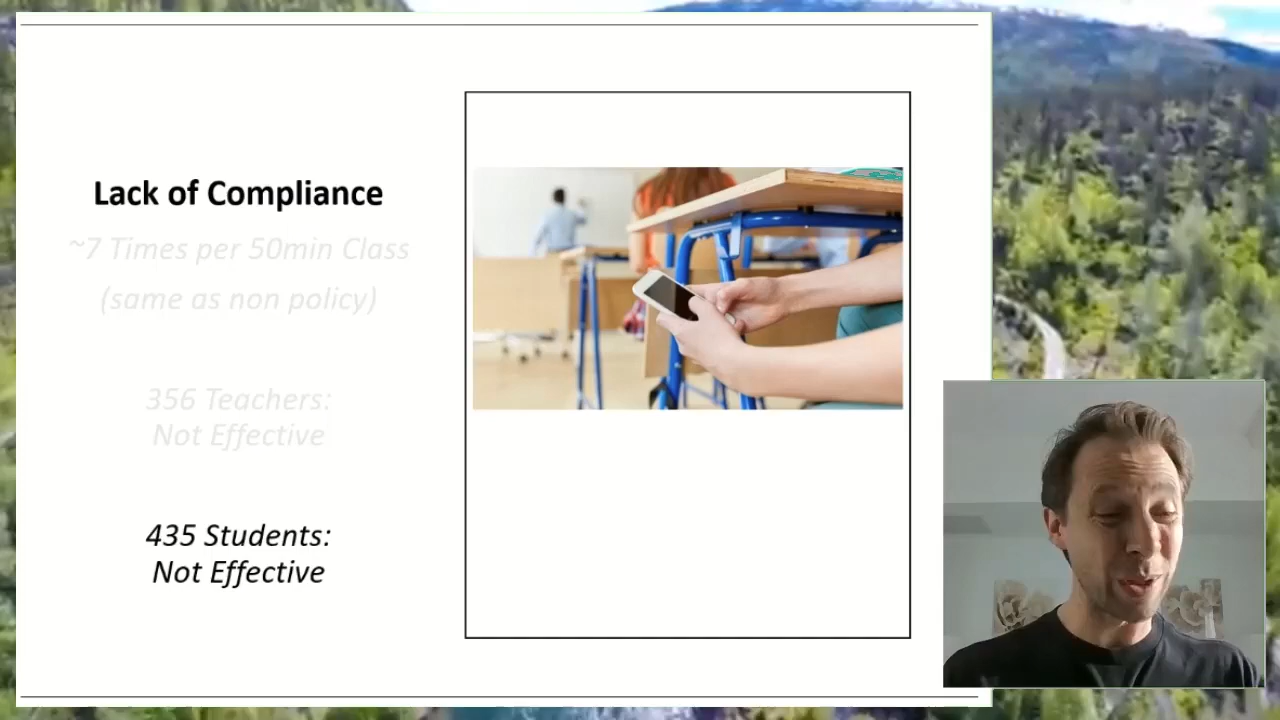 Lack of Compliance
~7 Times per 50min Class
(same as non policy)
356 Teachers:
Not Effective
435 Students:
Not Effective